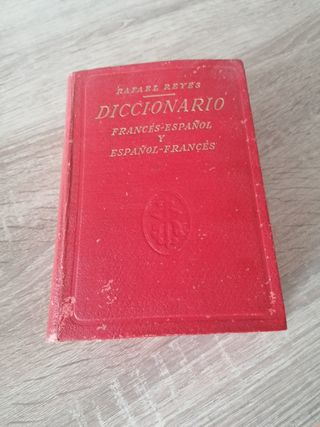 RAFAEL REYES
DICCIONARIO
FRANCÉS-ESPAÑOL
Y
ESPAÑOL-FRANCÉS